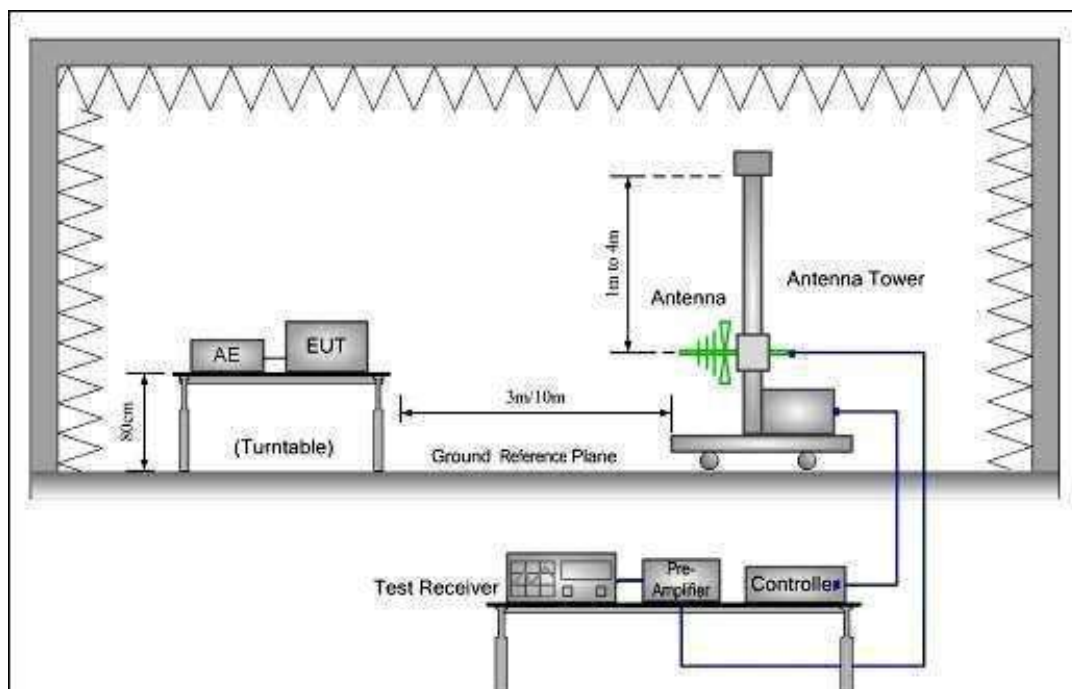 1m to 4m
Antenna
Antenna Tower
AE
EUT
80cm
(Turntable)
3m/10m
Ground Reference Plane
Test Receiver
Pre-
Amplifier
Controller